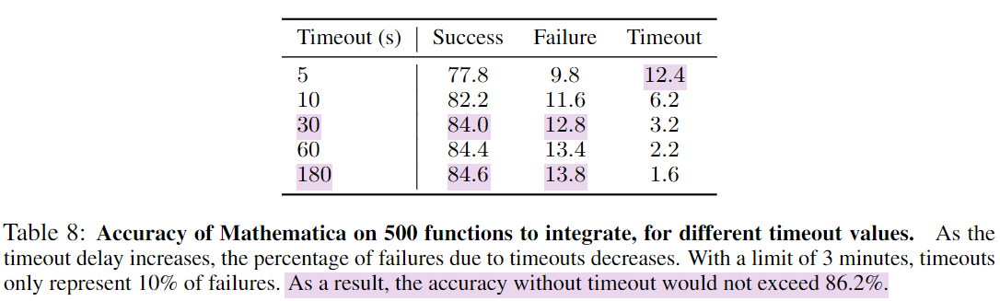 Timeout (s) Success Failure Timeout
5 77.8 9.8 12.4
10 82.2 11.6 6.2
30 84.0 12.8 3.2
60 84.4 13.4 2.2
180 84.6 13.8 1.6
Table 8: Accuracy of Mathematica on 500 functions to integrate, for different timeout values. As the
timeout delay increases, the percentage of failures due to timeouts decreases. With a limit of 3 minutes, timeouts
only represent 10% of failures. As a result, the accuracy without timeout would not exceed 86.2%.